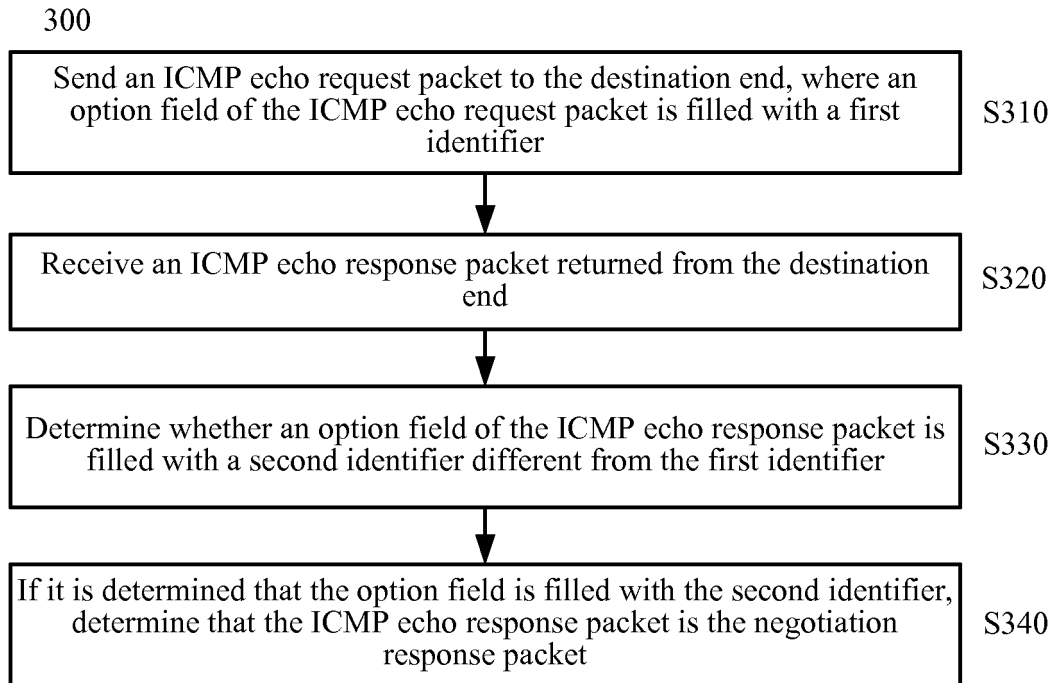 300
Send an ICMP echo request packet to the destination end, where an
option field of the ICMP echo request packet is filled with a first
identifier
S310
Receive an ICMP echo response packet returned from the destination
end
S320
Determine whether an option field of the ICMP echo response packet is
filled with a second identifier different from the first identifier
S330
If it is determined that the option field is filled with the second identifier,
determine that the ICMP echo response packet is the negotiation
response packet
S340